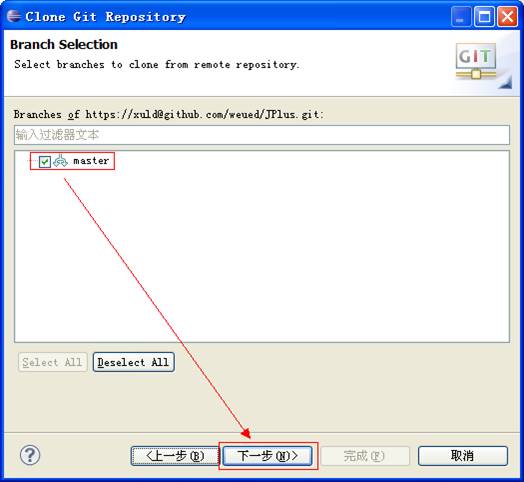 Clone Git Repository
Branch Selection
Select branches to clone from remote repository.
GIT
Branches of https://xuld@github.com/weued/JPlus.git:
输入过滤器文本
master
Select All Deselect All
<上一步(B) 下一步(N)> 完成(F) 取消